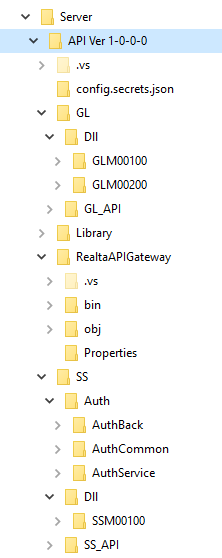 Server
API Ver 1-0-0-0
.vs
config.secrets.json
GL
Dll
GLM00100
GLM00200
GL_API
Library
RealtaAPIGateway
.vs
bin
obj
Properties
SS
Auth
AuthBack
AuthCommon
AuthService
Dll
SSM00100
SS_API